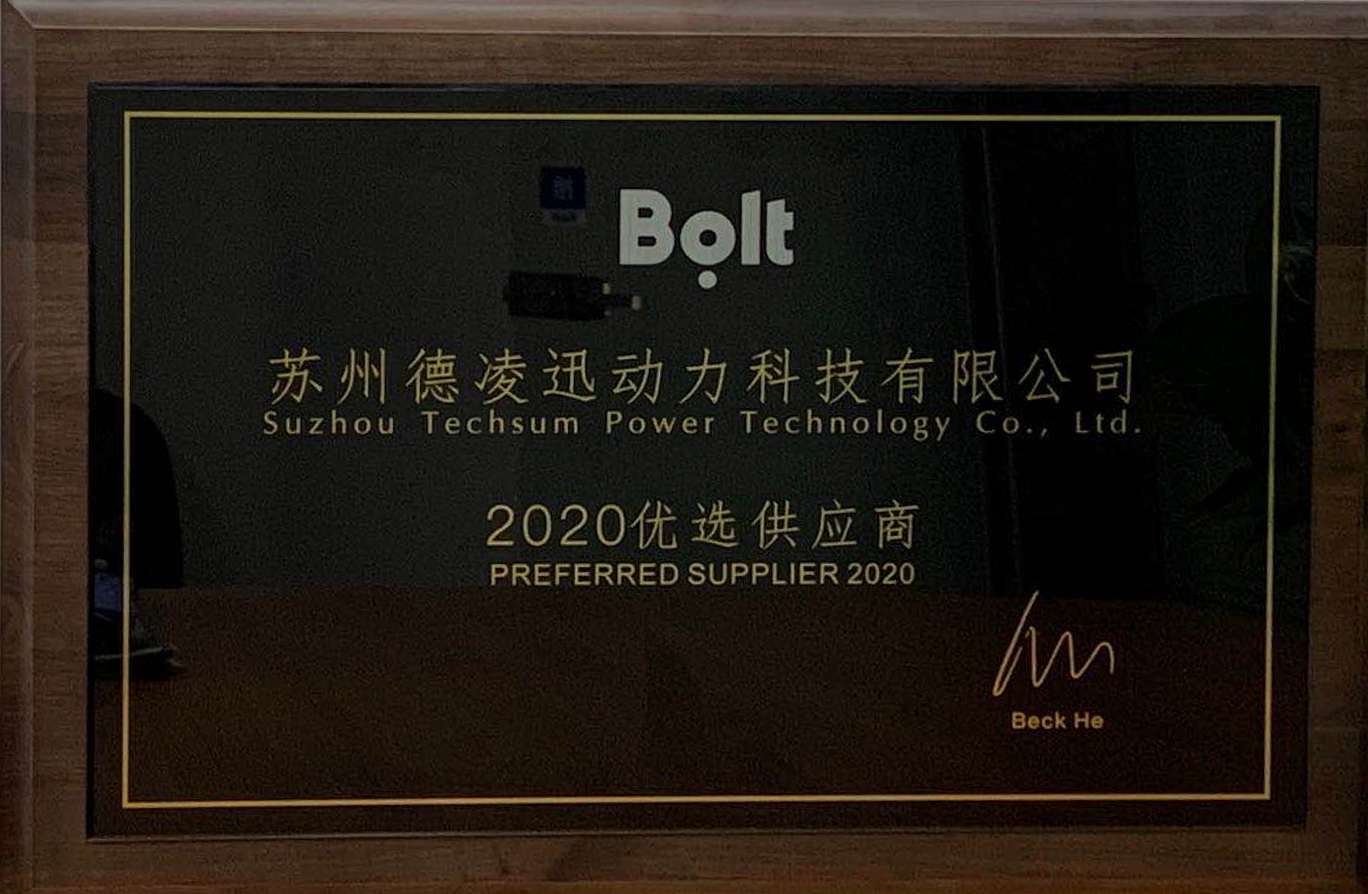 Bolt
苏州德凌迅动力科技有限公司
Suzhou Techsum Power Technology Co., Ltd.
2020优选供应商
PREFERRED SUPPLIER 2020
Beck He